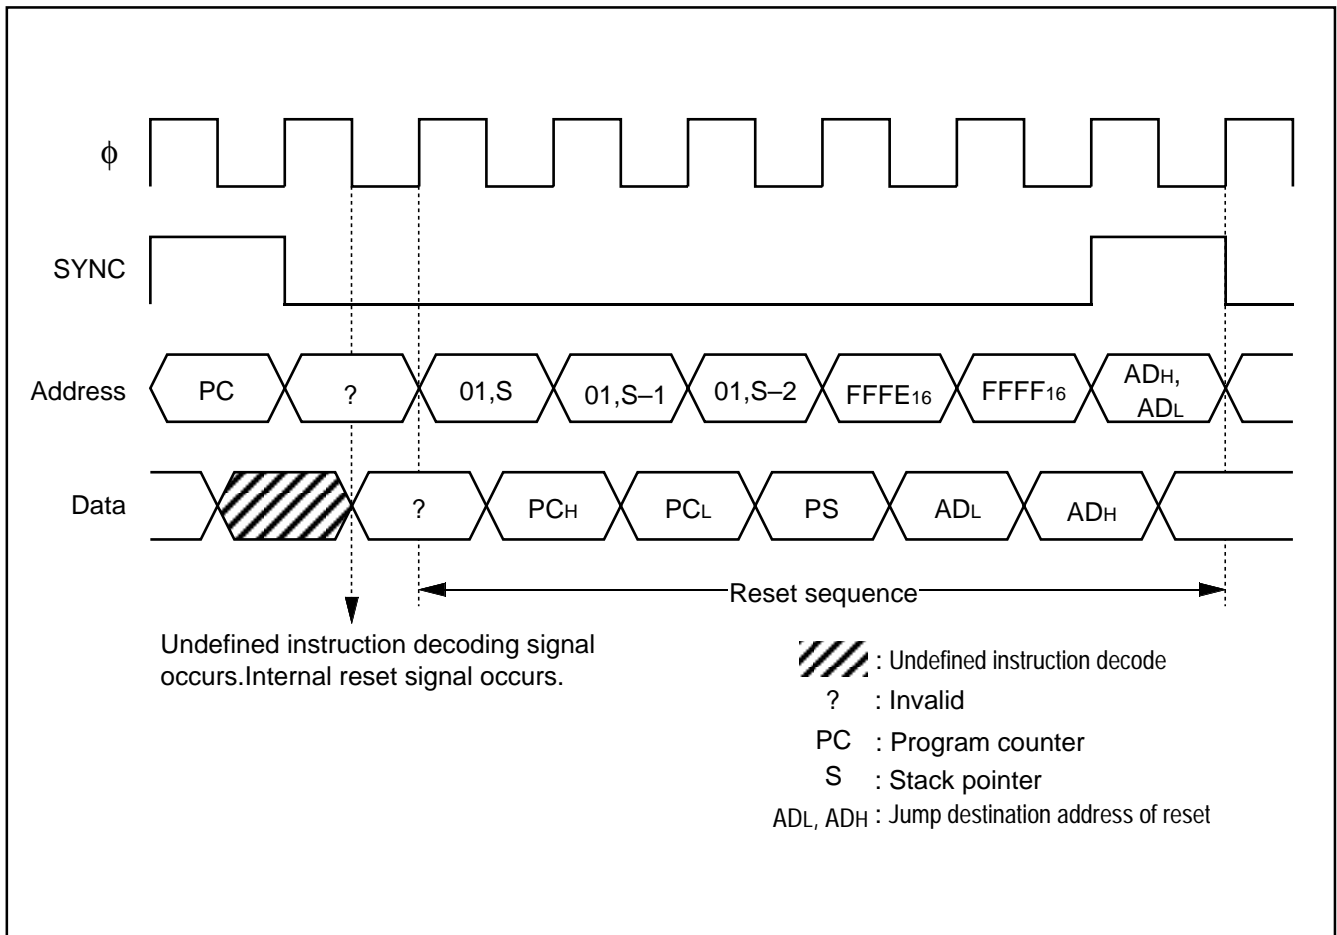 ϕ
SYNC
Address
PC
?
01,S
01,S–1
01,S–2
FFFE16
FFFF16
ADH,
ADL
Data
?
PCH
PCL
PS
ADL
ADH
Reset sequence
Undefined instruction decoding signal
occurs.Internal reset signal occurs.
: Undefined instruction decode
? : Invalid
PC : Program counter
S : Stack pointer
ADL, ADH : Jump destination address of reset